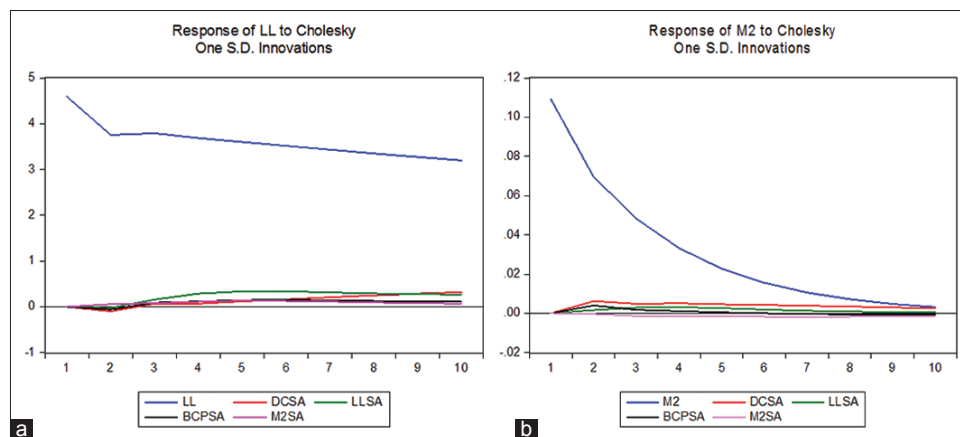 Response of LL to Cholesky
One S.D. Innovations
5
4
3
2
1
0
-1
1 2 3 4 5 6 7 8 9 10
LL DCSA LLSA
BCPSA M2SA
a
Response of M2 to Cholesky
One S.D. Innovations
.12
.10
.08
.06
.04
.02
.00
-.02
1 2 3 4 5 6 7 8 9 10
M2 DCSA LLSA
BCPSA M2SA
b